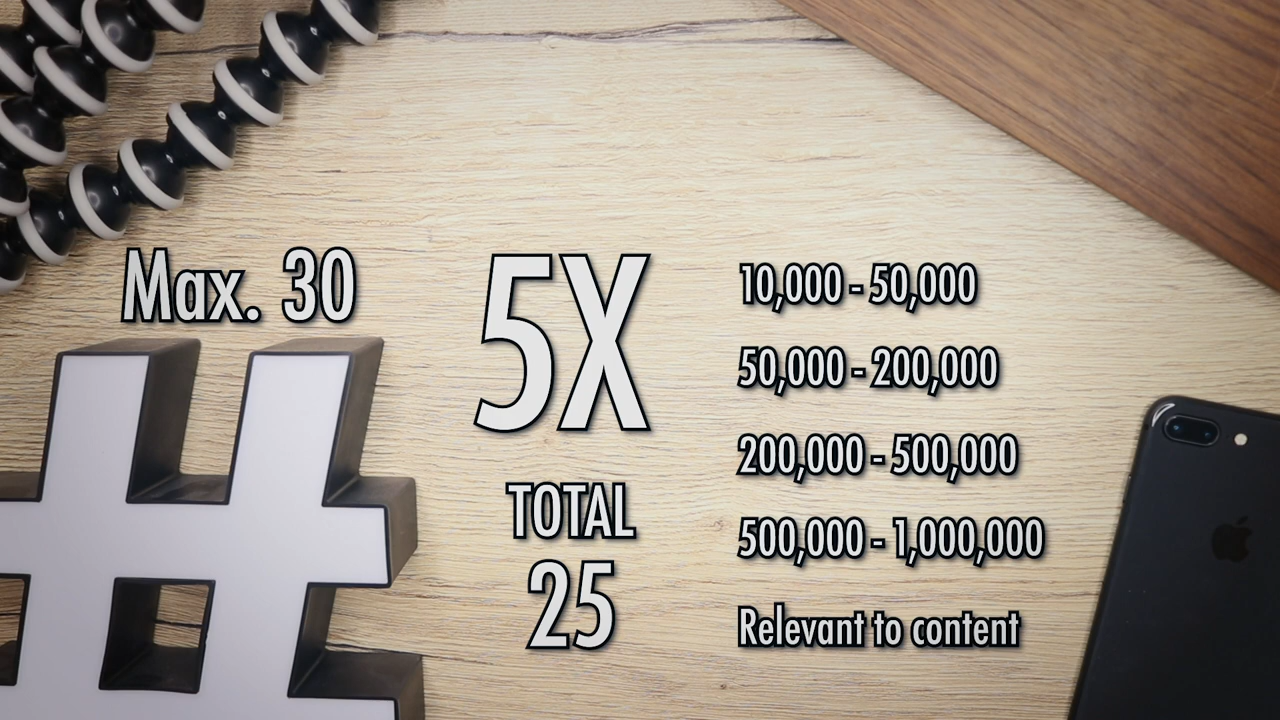 Max. 30
#
5X
TOTAL
25
10,000 - 50,000
50,000 - 200,000
200,000 - 500,000
500,000 - 1,000,000
Relevant to content